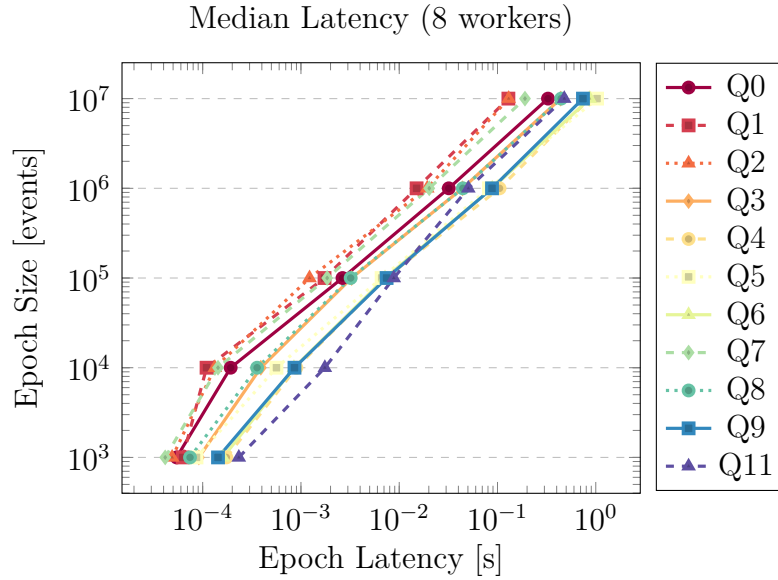 Median Latency (8 workers)
Epoch Size [events]
10^7
10^6
10^5
10^4
10^3
10^-4
10^-3
10^-2
10^-1
10^0
Epoch Latency [s]
Q0
Q1
Q2
Q3
Q4
Q5
Q6
Q7
Q8
Q9
Q11